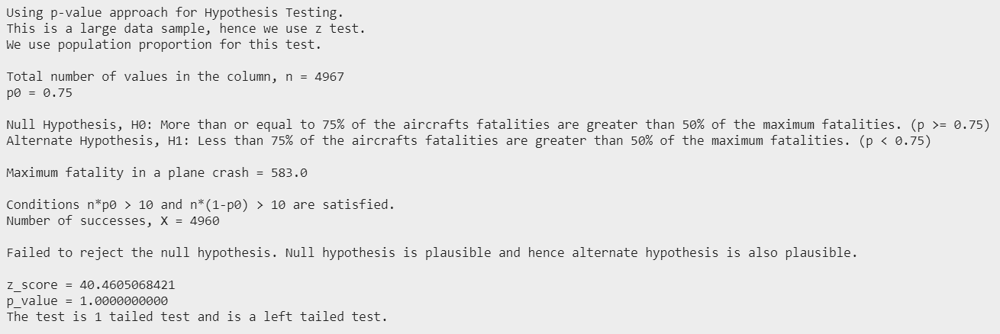 Using p-value approach for Hypothesis Testing.
This is a large data sample, hence we use z test.
We use population proportion for this test.
Total number of values in the column, n = 4967
p0 = 0.75
Null Hypothesis, H0: More than or equal to 75% of the aircrafts fatalities are greater than 50% of the maximum fatalities. (p >= 0.75)
Alternate Hypothesis, H1: Less than 75% of the aircrafts fatalities are greater than 50% of the maximum fatalities. (p < 0.75)
Maximum fatality in a plane crash = 583.0
Conditions n*p0 > 10 and n*(1-p0) > 10 are satisfied.
Number of successes, X = 4960
Failed to reject the null hypothesis. Null hypothesis is plausible and hence alternate hypothesis is also plausible.
z_score = 40.4605068421
p_value = 1.0000000000
The test is 1 tailed test and is a left tailed test.